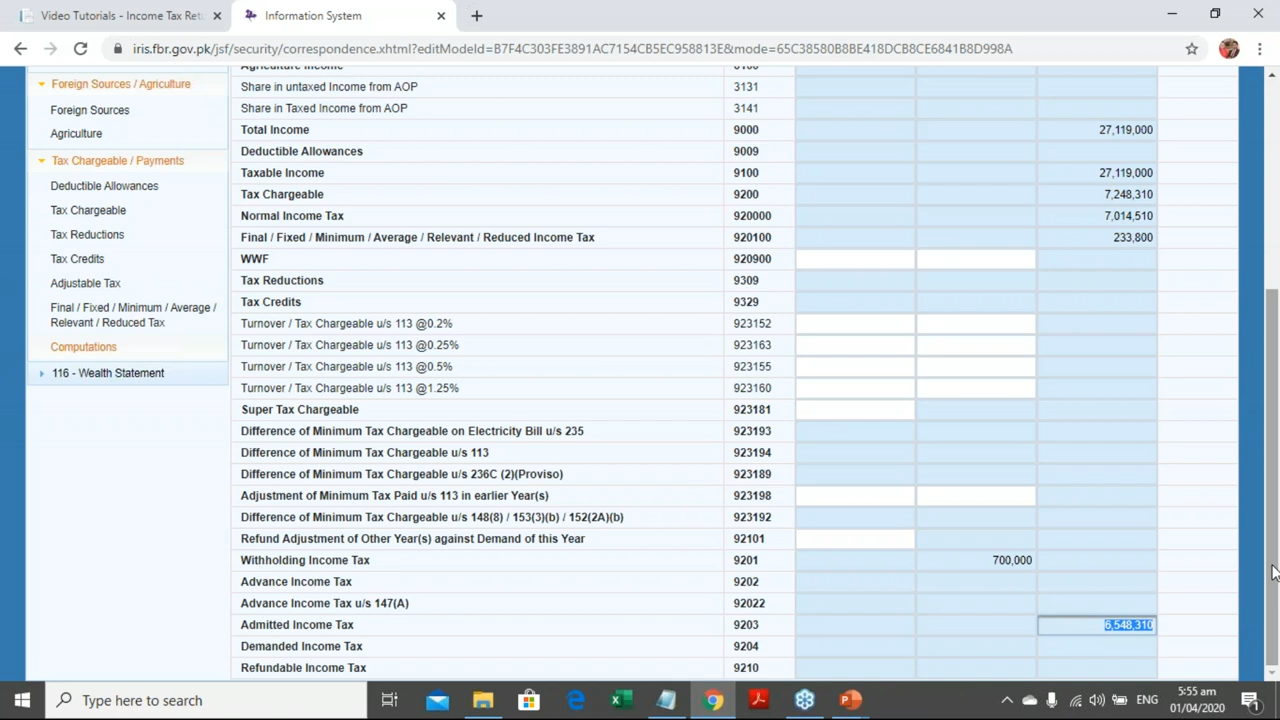 Video Tutorials - Income Tax Ret
Information System
iris.fbr.gov.pk/jsf/security/correspondence.xhtml?editModeId=B7F4C303FE3891AC7154CB5EC958813E&mode=65C38580B8BE418DCB8CE6841B8D998A
Agriculture Income 3100
Foreign Sources / Agriculture
Share in untaxed Income from AOP 3131
Foreign Sources
Share in Taxed Income from AOP 3141
Agriculture
Total Income 9000 27,119,000
Deductible Allowances 9009
Tax Chargeable / Payments
Taxable Income 9100 27,119,000
Deductible Allowances
Tax Chargeable 9200 7,248,310
Tax Chargeable
Normal Income Tax 920000 7,014,510
Tax Reductions
Final / Fixed / Minimum / Average / Relevant / Reduced Income Tax 920100 233,800
Tax Credits
WWF 920900
Adjustable Tax
Tax Reductions 9309
Final / Fixed / Minimum / Average /
Relevant / Reduced Tax
Tax Credits 9329
Turnover / Tax Chargeable u/s 113 @0.2% 923152
Computations
Turnover / Tax Chargeable u/s 113 @0.25% 923163
116 - Wealth Statement
Turnover / Tax Chargeable u/s 113 @0.5% 923155
Turnover / Tax Chargeable u/s 113 @1.25% 923160
Super Tax Chargeable 923181
Difference of Minimum Tax Chargeable on Electricity Bill u/s 235 923193
Difference of Minimum Tax Chargeable u/s 113 923194
Difference of Minimum Tax Chargeable u/s 236C (2)(Proviso) 923189
Adjustment of Minimum Tax Paid u/s 113 in earlier Year(s) 923198
Difference of Minimum Tax Chargeable u/s 148(8) / 153(3)(b) / 152(2A)(b) 923192
Refund Adjustment of Other Year(s) against Demand of this Year 92101
Withholding Income Tax 9201 700,000
Advance Income Tax 9202
Advance Income Tax u/s 147(A) 92022
Admitted Income Tax 9203 6,548,310
Demanded Income Tax 9204
Refundable Income Tax 9210
Type here to search
ENG
5:55 am
01/04/2020
1